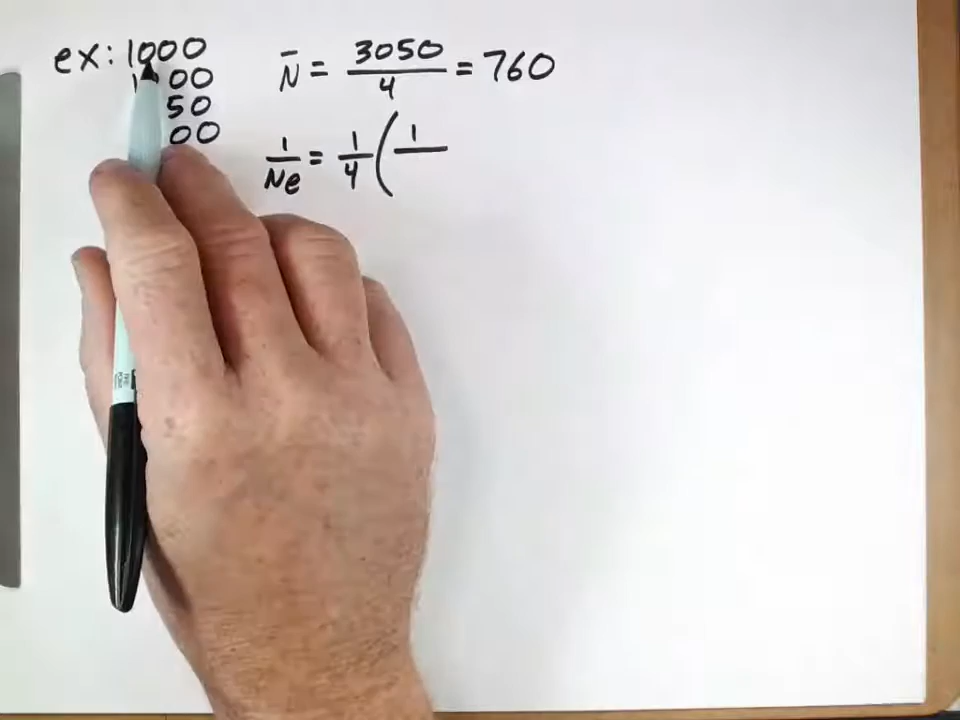 ex: 1000
N̄ = 3050/4 = 760
00
50
00
1/Ne = 1/4 ( 1/